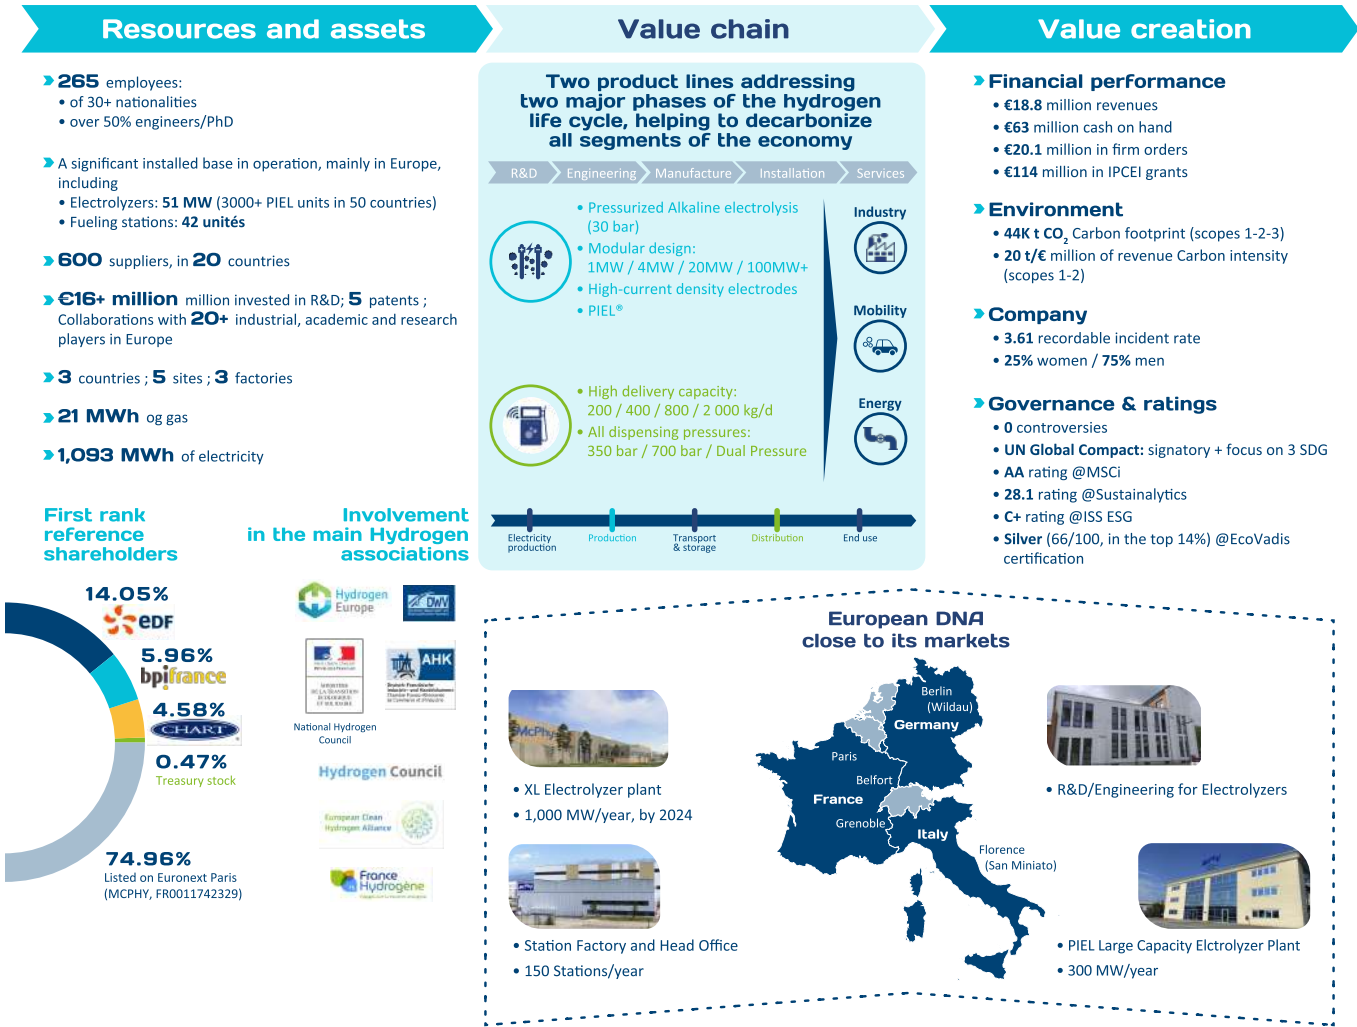 Resources and assets
265 employees:
• of 30+ nationalities
• over 50% engineers/PhD
A significant installed base in operation, mainly in Europe,
including
• Electrolyzers: 51 MW (3000+ PIEL units in 50 countries)
• Fueling stations: 42 unités
600 suppliers, in 20 countries
€16+ million million invested in R&D; 5 patents ;
Collaborations with 20+ industrial, academic and research
players in Europe
3 countries ; 5 sites ; 3 factories
21 MWh og gas
1,093 MWh of electricity
First rank
reference
shareholders
14.05%
EDF
5.96%
bpifrance
4.58%
CHART
0.47%
Treasury stock
74.96%
Listed on Euronext Paris
(MCPHY, FR0011742329)
Involvement
in the main Hydrogen
associations
Hydrogen
Europe
DWV
AHK
National Hydrogen
Council
Hydrogen Council
European Clean
Hydrogen Alliance
France
Hydrogène
Value chain
Two product lines addressing
two major phases of the hydrogen
life cycle, helping to decarbonize
all segments of the economy
R&D
Engineering
Manufacture
Installation
Services
• Pressurized Alkaline electrolysis
(30 bar)
• Modular design:
1MW / 4MW / 20MW / 100MW+
• High-current density electrodes
• PIEL®
• High delivery capacity:
200 / 400 / 800 / 2 000 kg/d
• All dispensing pressures:
350 bar / 700 bar / Dual Pressure
Industry
Mobility
Energy
Electricity
production
Production
Transport
& storage
Distribution
End use
Value creation
Financial performance
• €18.8 million revenues
• €63 million cash on hand
• €20.1 million in firm orders
• €114 million in IPCEI grants
Environment
• 44K t CO2 Carbon footprint (scopes 1-2-3)
• 20 t/€ million of revenue Carbon intensity
(scopes 1-2)
Company
• 3.61 recordable incident rate
• 25% women / 75% men
Governance & ratings
• 0 controversies
• UN Global Compact: signatory + focus on 3 SDG
• AA rating @MSCi
• 28.1 rating @Sustainalytics
• C+ rating @ISS ESG
• Silver (66/100, in the top 14%) @EcoVadis
certification
European DNA
close to its markets
McPhy
• XL Electrolyzer plant
• 1,000 MW/year, by 2024
• Station Factory and Head Office
• 150 Stations/year
Berlin
(Wildau)
Germany
Paris
Belfort
France
Grenoble
Italy
Florence
(San Miniato)
• R&D/Engineering for Electrolyzers
• PIEL Large Capacity Elctrolyzer Plant
• 300 MW/year